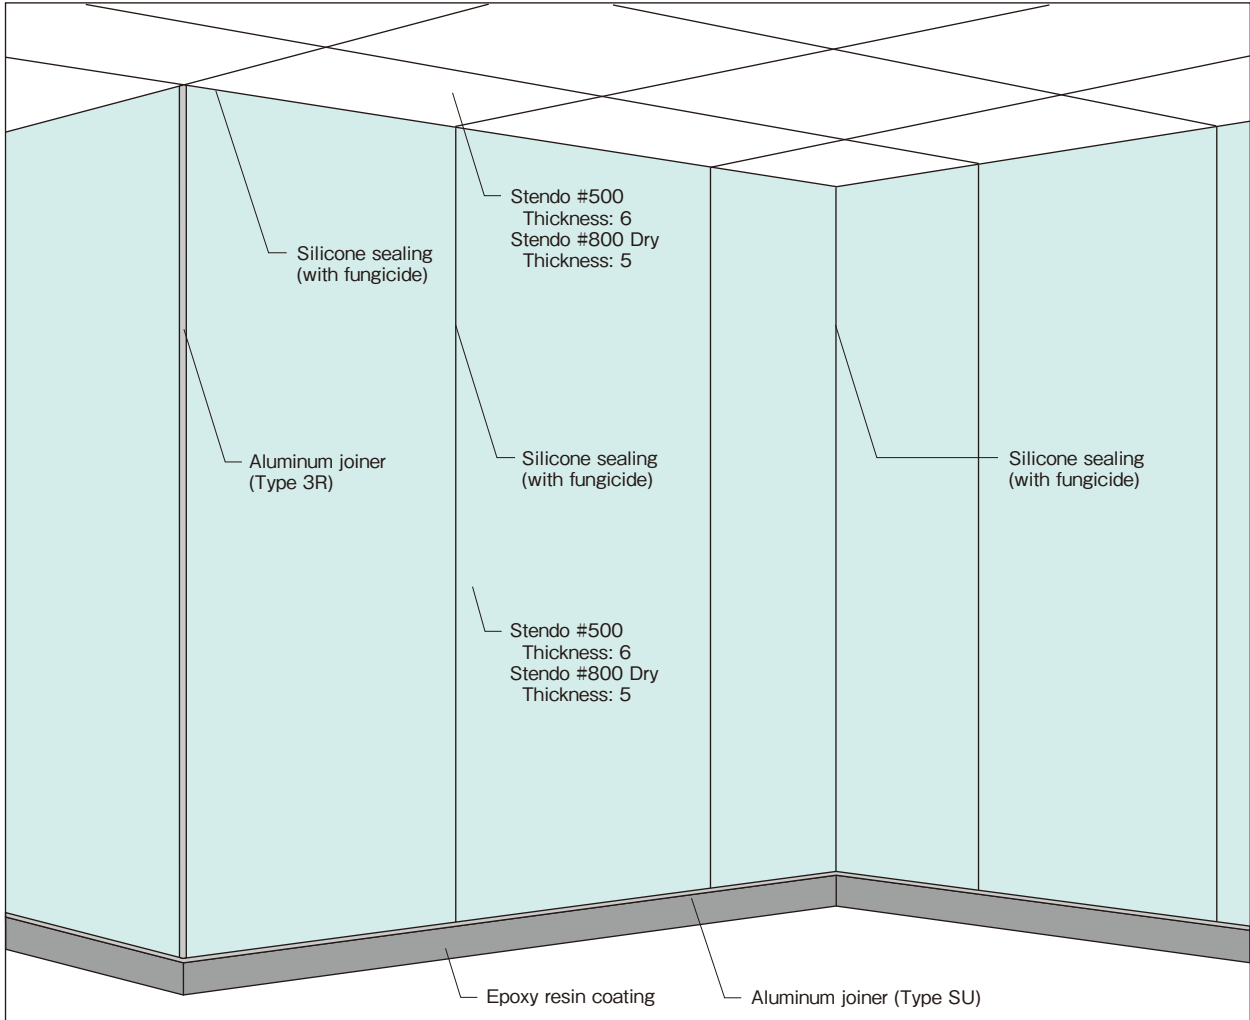 Stendo #500
Thickness: 6
Stendo #800 Dry
Thickness: 5
Silicone sealing
(with fungicide)
Aluminum joiner
(Type 3R)
Silicone sealing
(with fungicide)
Silicone sealing
(with fungicide)
Stendo #500
Thickness: 6
Stendo #800 Dry
Thickness: 5
Epoxy resin coating
Aluminum joiner (Type SU)